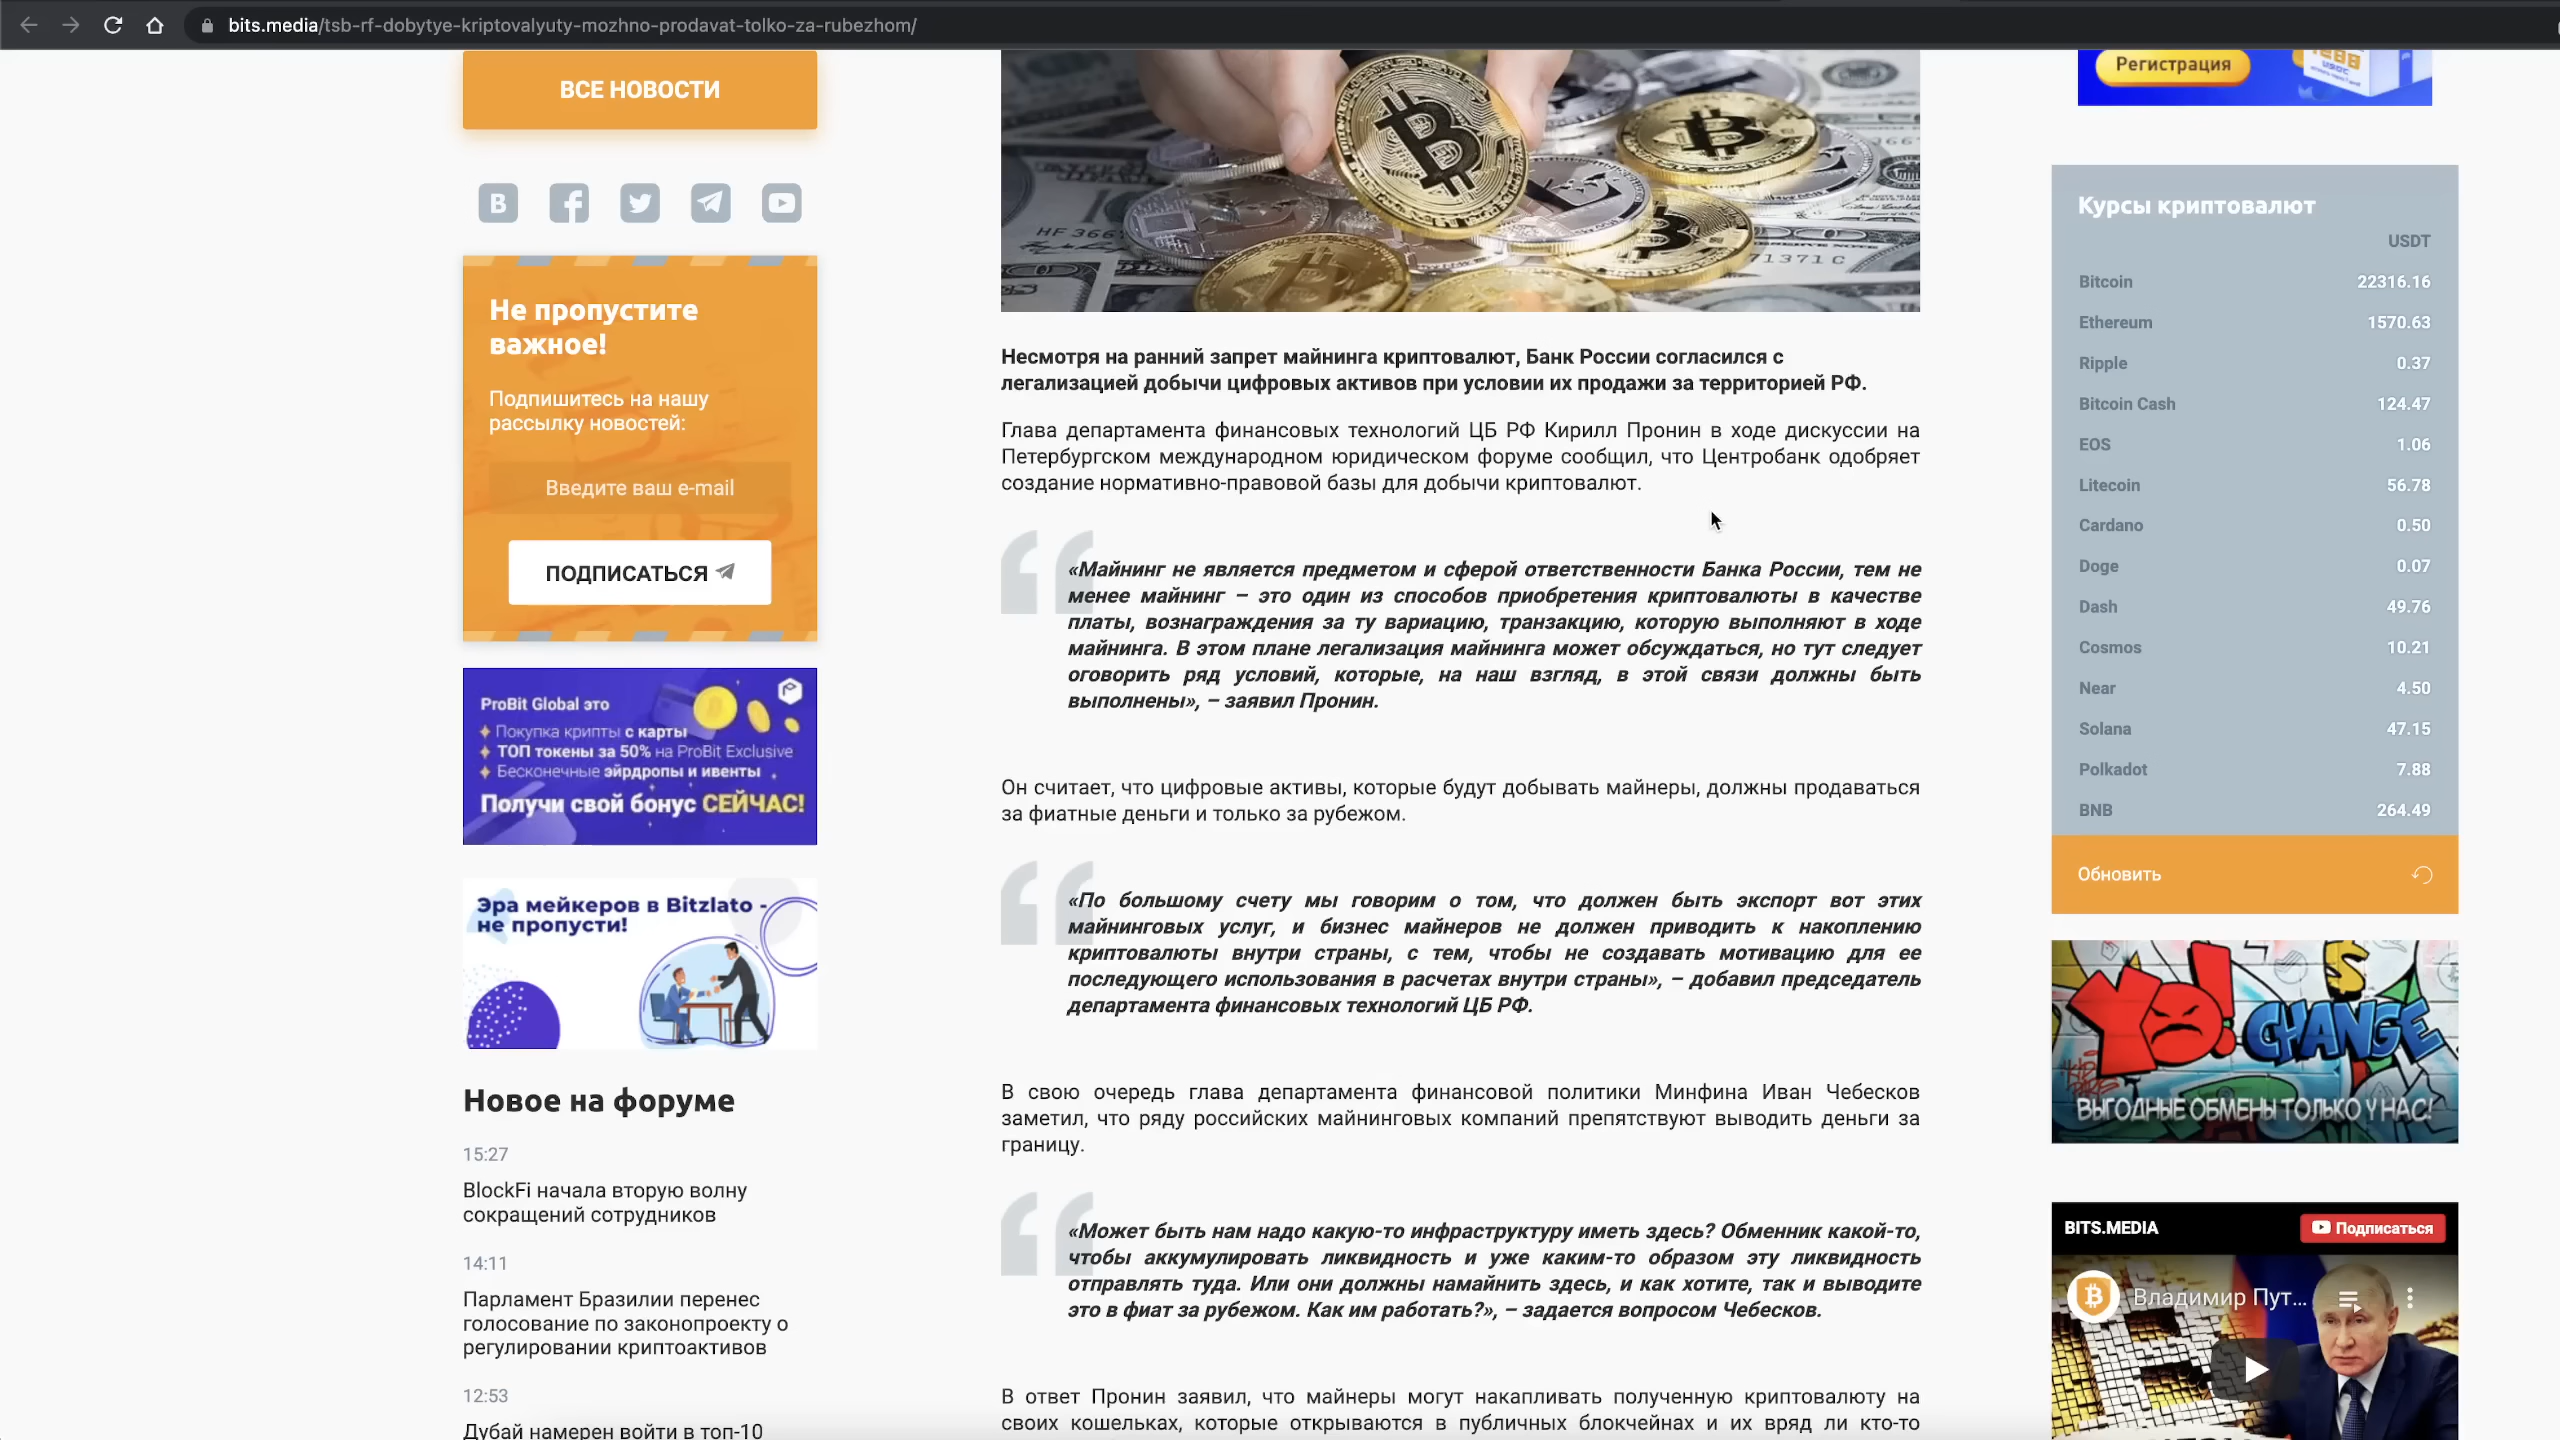 bits.media/tsb-rf-dobytye-kriptovalyuty-mozhno-prodavat-tolko-za-rubezhom/
ВСЕ НОВОСТИ
Не пропустите
важное!
Подпишитесь на нашу
рассылку новостей:
Введите ваш e-mail
ПОДПИСАТЬСЯ
ProBit Global это
Покупка крипты с карты
ТОП токены за 50% на ProBit Exclusive
Бесконечные эйрдропы и ивенты
Получи свой бонус СЕЙЧАС!
Эра мейкеров в Bitzlato -
не пропусти!
Новое на форуме
15:27
BlockFi начала вторую волну
сокращений сотрудников
14:11
Парламент Бразилии перенес
голосование по законопроекту о
регулировании криптоактивов
12:53
Дубай намерен войти в топ-10
Несмотря на ранний запрет майнинга криптовалют, Банк России согласился с
легализацией добычи цифровых активов при условии их продажи за территорией РФ.
Глава департамента финансовых технологий ЦБ РФ Кирилл Пронин в ходе дискуссии на
Петербургском международном юридическом форуме сообщил, что Центробанк одобряет
создание нормативно-правовой базы для добычи криптовалют.
«Майнинг не является предметом и сферой ответственности Банка России, тем не
менее майнинг – это один из способов приобретения криптовалюты в качестве
платы, вознаграждения за ту вариацию, транзакцию, которую выполняют в ходе
майнинга. В этом плане легализация майнинга может обсуждаться, но тут следует
оговорить ряд условий, которые, на наш взгляд, в этой связи должны быть
выполнены», – заявил Пронин.
Он считает, что цифровые активы, которые будут добывать майнеры, должны продаваться
за фиатные деньги и только за рубежом.
«По большому счету мы говорим о том, что должен быть экспорт вот этих
майнинговых услуг, и бизнес майнеров не должен приводить к накоплению
криптовалюты внутри страны, с тем, чтобы не создавать мотивацию для ее
последующего использования в расчетах внутри страны», – добавил председатель
департамента финансовых технологий ЦБ РФ.
В свою очередь глава департамента финансовой политики Минфина Иван Чебесков
заметил, что ряду российских майнинговых компаний препятствуют выводить деньги за
границу.
«Может быть нам надо какую-то инфраструктуру иметь здесь? Обменник какой-то,
чтобы аккумулировать ликвидность и уже каким-то образом эту ликвидность
отправлять туда. Или они должны намайнить здесь, и как хотите, так и выводите
это в фиат за рубежом. Как им работать?», – задается вопросом Чебесков.
В ответ Пронин заявил, что майнеры могут накапливать полученную криптовалюту на
своих кошельках, которые открываются в публичных блокчейнах и их вряд ли кто-то
Регистрация
Курсы криптовалют
USDT
Bitcoin 22316.16
Ethereum 1570.63
Ripple 0.37
Bitcoin Cash 124.47
EOS 1.06
Litecoin 56.78
Cardano 0.50
Doge 0.07
Dash 49.76
Cosmos 10.21
Near 4.50
Solana 47.15
Polkadot 7.88
BNB 264.49
Обновить
YO! CHANGE
ВЫГОДНЫЕ ОБМЕНЫ ТОЛЬКО У НАС!
BITS.MEDIA
Подписаться
Владимир Пут...